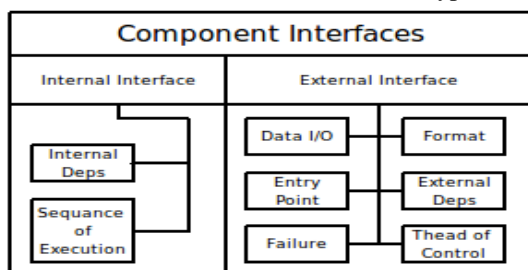 Component Interfaces
Internal Interface
External Interface
Internal
Deps
Sequance
of
Execution
Data I/O
Format
Entry
Point
External
Deps
Failure
Thead of
Control